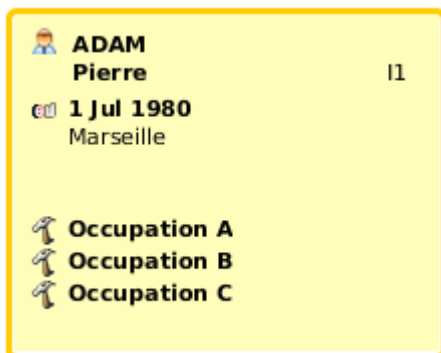 ADAM
Pierre I1
1 Jul 1980
Marseille
Occupation A
Occupation B
Occupation C